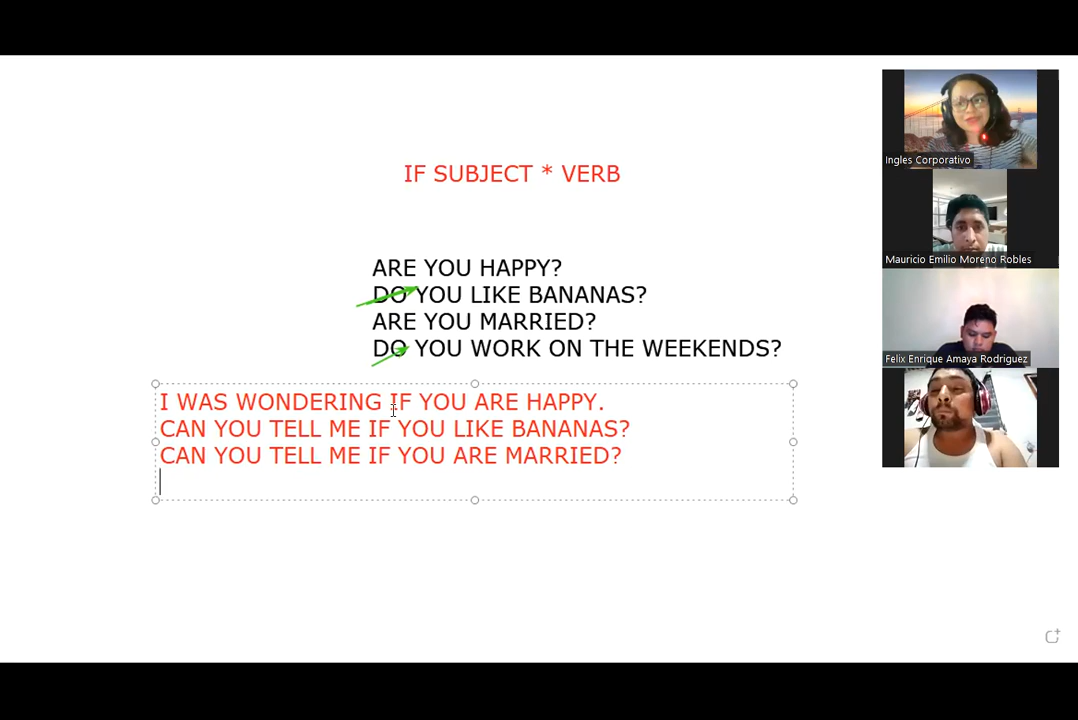 IF SUBJECT * VERB
ARE YOU HAPPY?
DO YOU LIKE BANANAS?
ARE YOU MARRIED?
DO YOU WORK ON THE WEEKENDS?
I WAS WONDERING IF YOU ARE HAPPY.
CAN YOU TELL ME IF YOU LIKE BANANAS?
CAN YOU TELL ME IF YOU ARE MARRIED?
Ingles Corporativo
Mauricio Emilio Moreno Robles
Felix Enrique Amaya Rodriguez